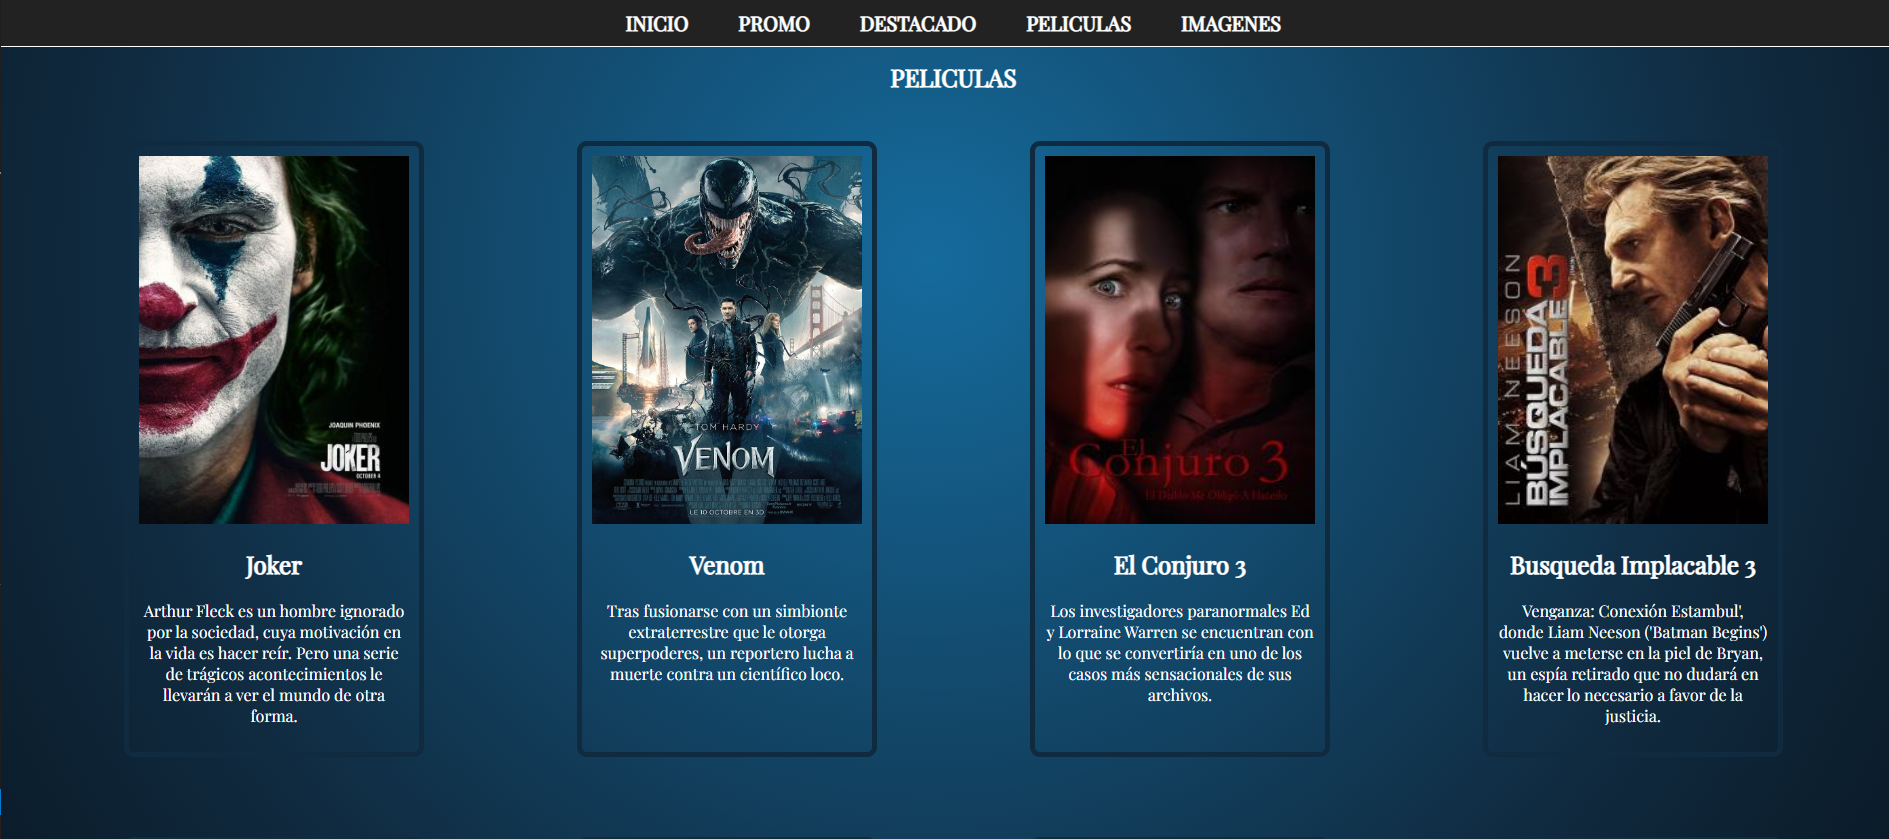 INICIO PROMO DESTACADO PELICULAS IMAGENES
PELICULAS
JOAQUIN PHOENIX
JOKER
OCTOBER 4
TOM HARDY
VENOM
LE 10 OCTOBRE EN 3D
El
Conjuro 3
El Diablo Me Obligó A Hacerlo
LIAM NEESON
BÚSQUEDA
IMPLACABLE 3
Joker
Arthur Fleck es un hombre ignorado
por la sociedad, cuya motivación en
la vida es hacer reír. Pero una serie
de trágicos acontecimientos le
llevarán a ver el mundo de otra
forma.
Venom
Tras fusionarse con un simbionte
extraterrestre que le otorga
superpoderes, un reportero lucha a
muerte contra un científico loco.
El Conjuro 3
Los investigadores paranormales Ed
y Lorraine Warren se encuentran con
lo que se convertiría en uno de los
casos más sensacionales de sus
archivos.
Busqueda Implacable 3
Venganza: Conexión Estambul',
donde Liam Neeson ('Batman Begins')
vuelve a meterse en la piel de Bryan,
un espía retirado que no dudará en
hacer lo necesario a favor de la
justicia.